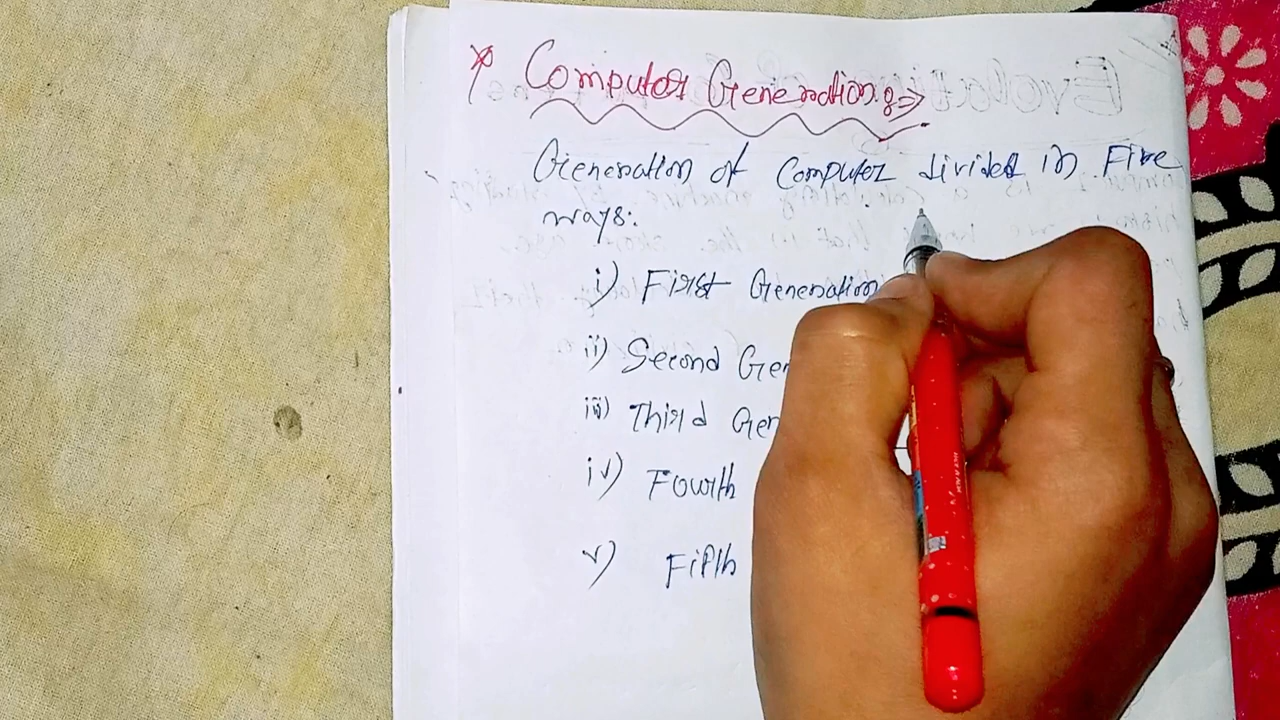 * Computer Generation :⇒
Generation of Computer divided in Five
ways:.
i) First Generation
ii) Second Gen
iii) Third Gen
iv) Fourth
v) Fifth